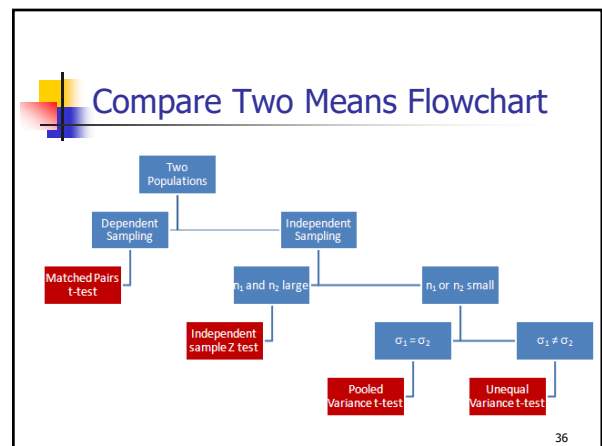 Compare Two Means Flowchart
Two
Populations
Dependent
Sampling
Independent
Sampling
Matched Pairs
t-test
n₁ and n₂ large
n₁ or n₂ small
Independent
sample Z test
σ₁ = σ₂
σ₁ ≠ σ₂
Pooled
Variance t-test
Unequal
Variance t-test
36